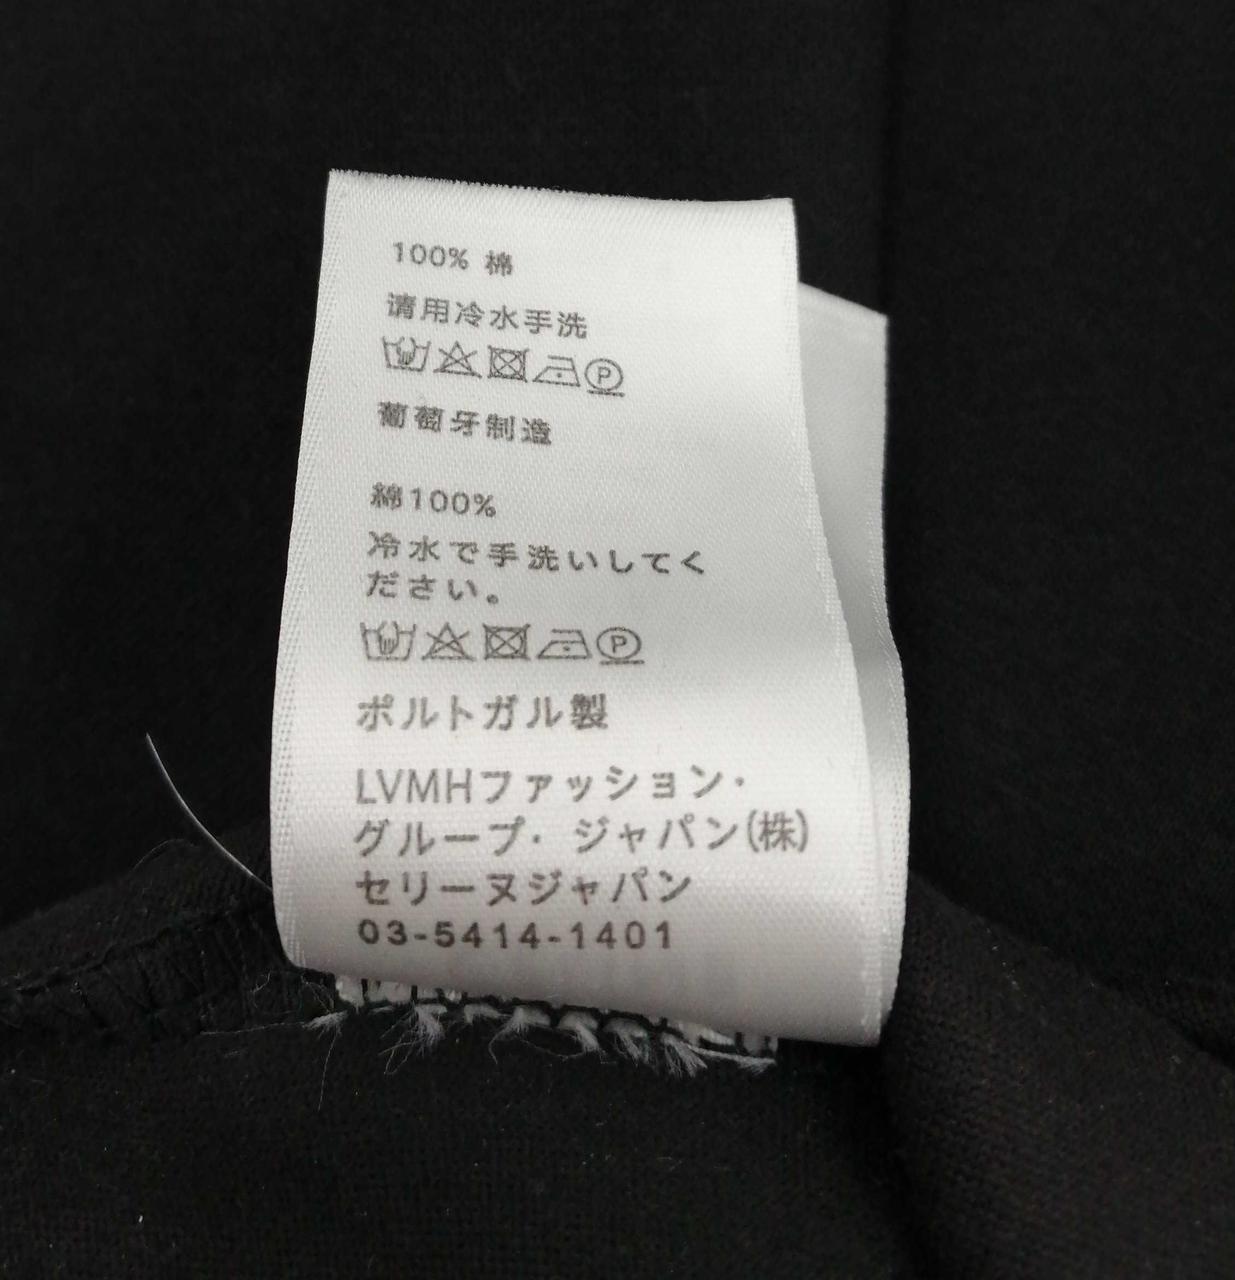 100% 棉
请用冷水手洗
P
葡萄牙制造
綿100%
冷水で手洗いしてく
ださい。
P
ポルトガル製
LVMHファッション・
グループ・ ジャパン(株)
セリーヌジャパン
03-5414-1401